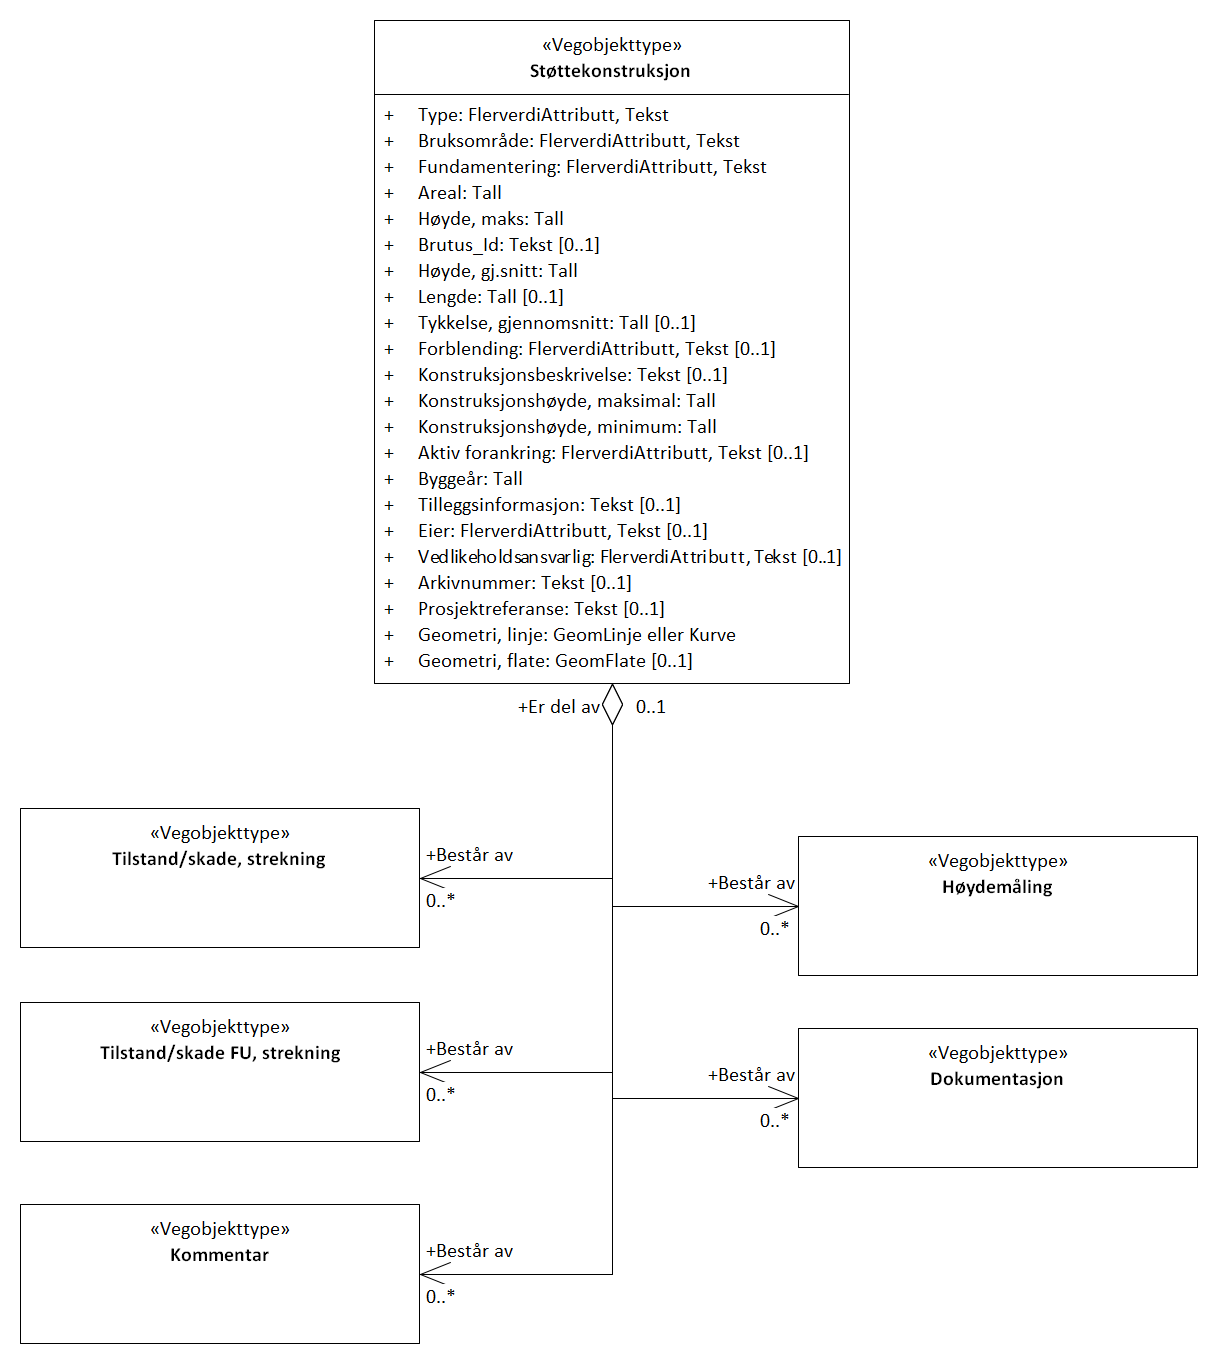 «Vegobjekttype»
Støttekonstruksjon
+ Type: FlerverdiAttributt, Tekst
+ Bruksområde: FlerverdiAttributt, Tekst
+ Fundamentering: FlerverdiAttributt, Tekst
+ Areal: Tall
+ Høyde, maks: Tall
+ Brutus_Id: Tekst [0..1]
+ Høyde, gj.snitt: Tall
+ Lengde: Tall [0..1]
+ Tykkelse, gjennomsnitt: Tall [0..1]
+ Forblending: FlerverdiAttributt, Tekst [0..1]
+ Konstruksjonsbeskrivelse: Tekst [0..1]
+ Konstruksjonshøyde, maksimal: Tall
+ Konstruksjonshøyde, minimum: Tall
+ Aktiv forankring: FlerverdiAttributt, Tekst [0..1]
+ Byggeår: Tall
+ Tilleggsinformasjon: Tekst [0..1]
+ Eier: FlerverdiAttributt, Tekst [0..1]
+ Vedlikeholdsansvarlig: FlerverdiAttributt, Tekst [0..1]
+ Arkivnummer: Tekst [0..1]
+ Prosjektreferanse: Tekst [0..1]
+ Geometri, linje: GeomLinje eller Kurve
+ Geometri, flate: GeomFlate [0..1]
+Er del av 0..1
«Vegobjekttype»
Tilstand/skade, strekning
+Består av
0..*
«Vegobjekttype»
Høydemåling
+Består av
0..*
«Vegobjekttype»
Tilstand/skade FU, strekning
+Består av
0..*
«Vegobjekttype»
Dokumentasjon
+Består av
0..*
«Vegobjekttype»
Kommentar
+Består av
0..*